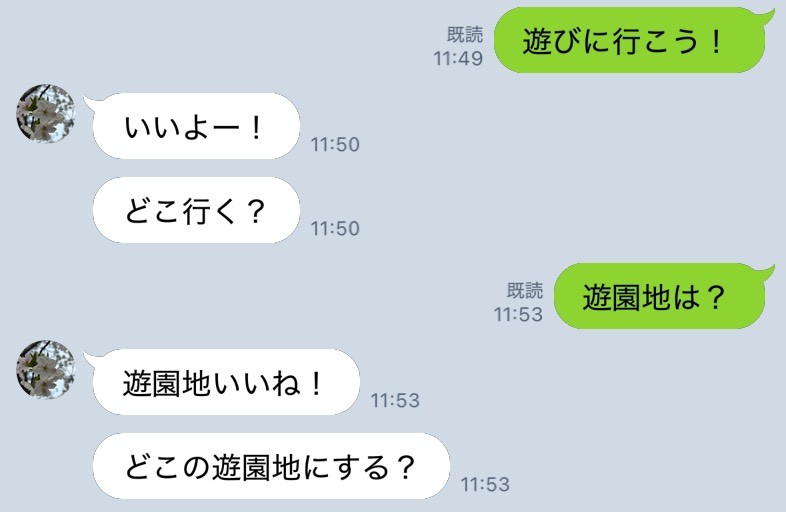 既読
11:49
遊びに行こう！
いいよー！
11:50
どこ行く？
11:50
既読
11:53
遊園地は？
遊園地いいね！
11:53
どこの遊園地にする？
11:53